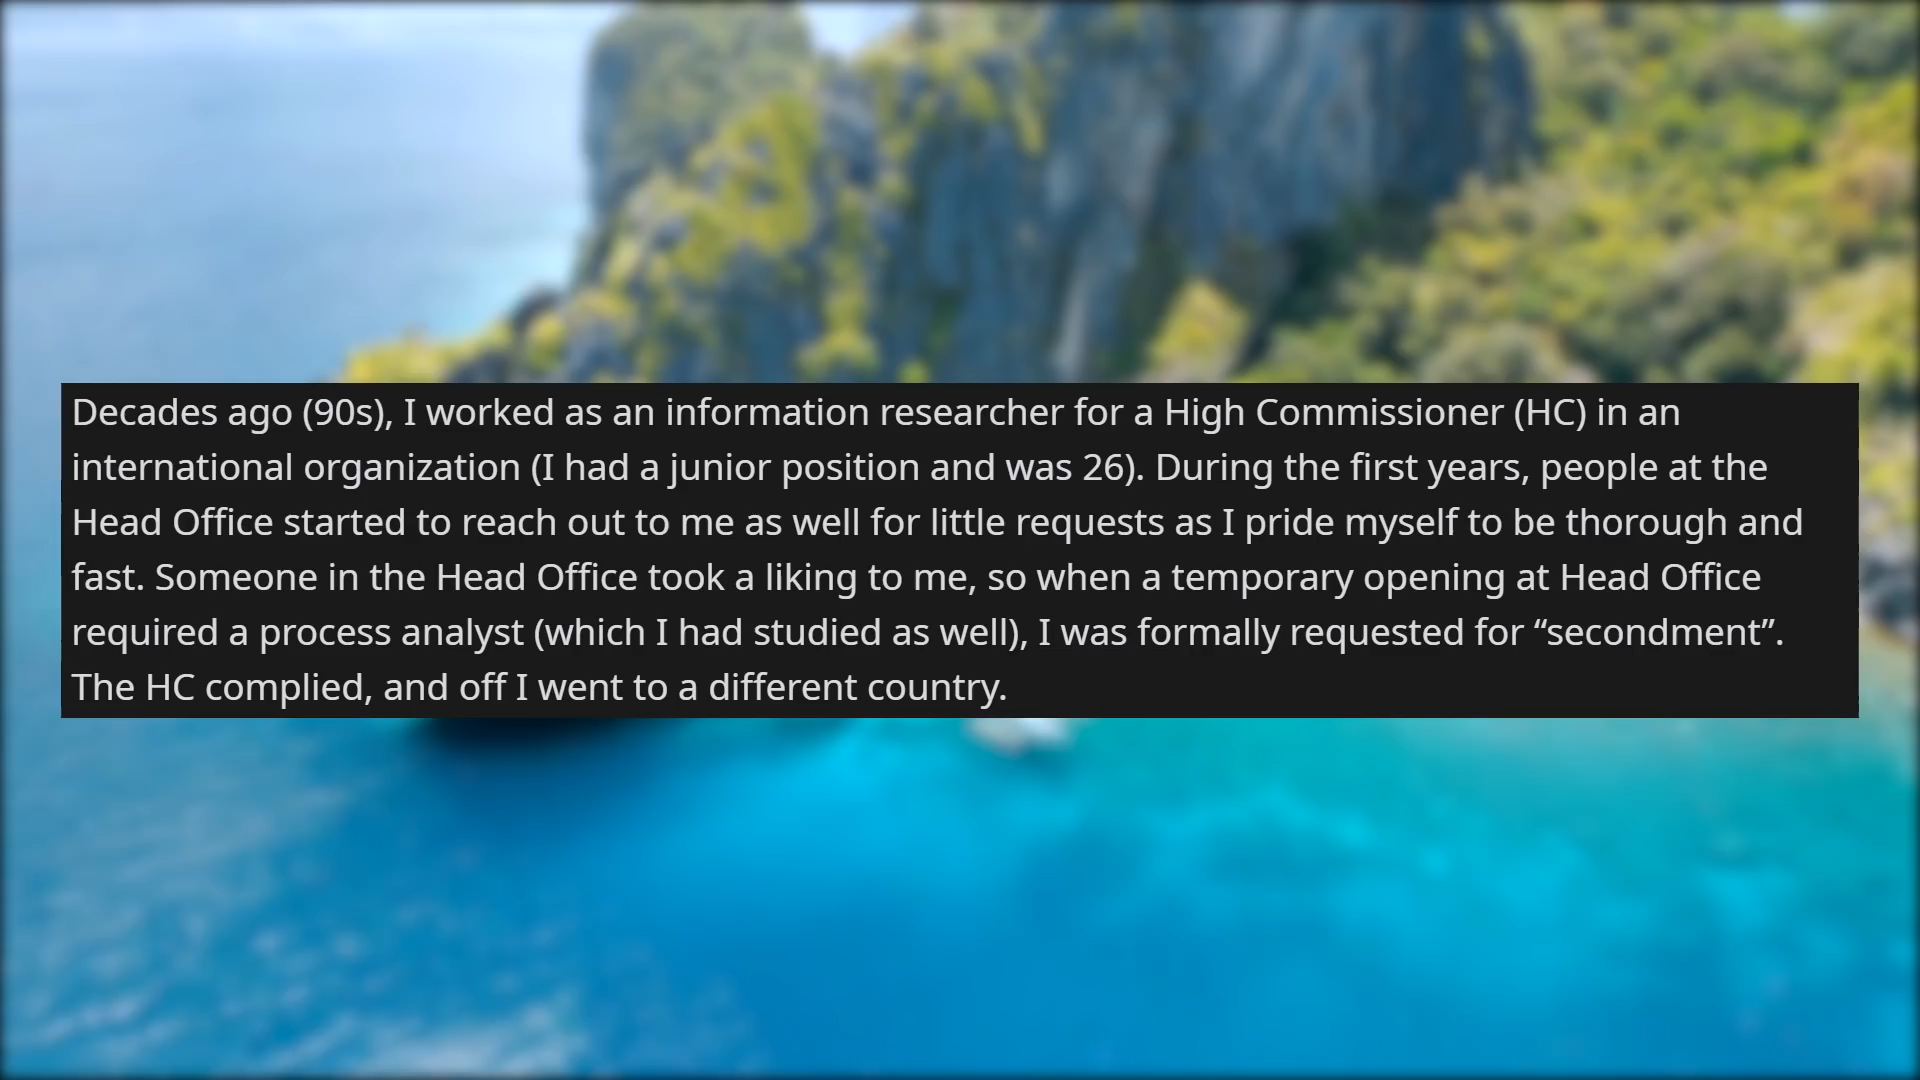 Decades ago (90s), I worked as an information researcher for a High Commissioner (HC) in an
international organization (I had a junior position and was 26). During the first years, people at the
Head Office started to reach out to me as well for little requests as I pride myself to be thorough and
fast. Someone in the Head Office took a liking to me, so when a temporary opening at Head Office
required a process analyst (which I had studied as well), I was formally requested for “secondment”.
The HC complied, and off I went to a different country.